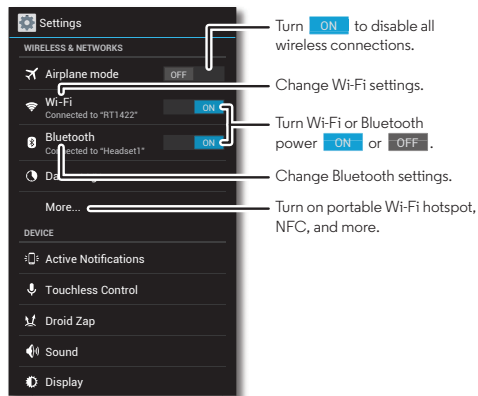 Settings
WIRELESS & NETWORKS
Airplane mode OFF
Wi-Fi
Connected to "RT1422" ON
Bluetooth
Connected to "Headset1" ON
More...
DEVICE
Active Notifications
Touchless Control
Droid Zap
Sound
Display
Turn ON to disable all
wireless connections.
Change Wi-Fi settings.
Turn Wi-Fi or Bluetooth
power ON or OFF.
Change Bluetooth settings.
Turn on portable Wi-Fi hotspot,
NFC, and more.